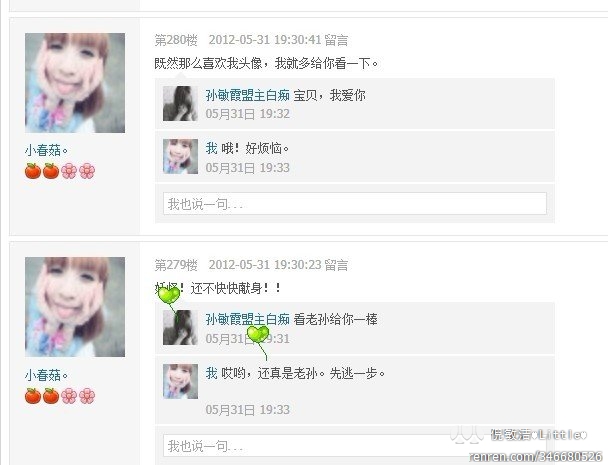 第280楼 2012-05-31 19:30:41 留言
既然那么喜欢我头像，我就多给你看一下。
孙敏霞盟主白痴 宝贝，我爱你
05月31日 19:32
小春菇。
我 哦！好烦恼。
05月31日 19:33
我也说一句...
第279楼 2012-05-31 19:30:23 留言
妖怪！还不快快献身！！
孙敏霞盟主白痴 看老孙给你一棒
05月31日 19:31
小春菇。
我 哎哟，还真是老孙。先逃一步。
05月31日 19:33
我也说一句...
(Little)
renren.com/346680526